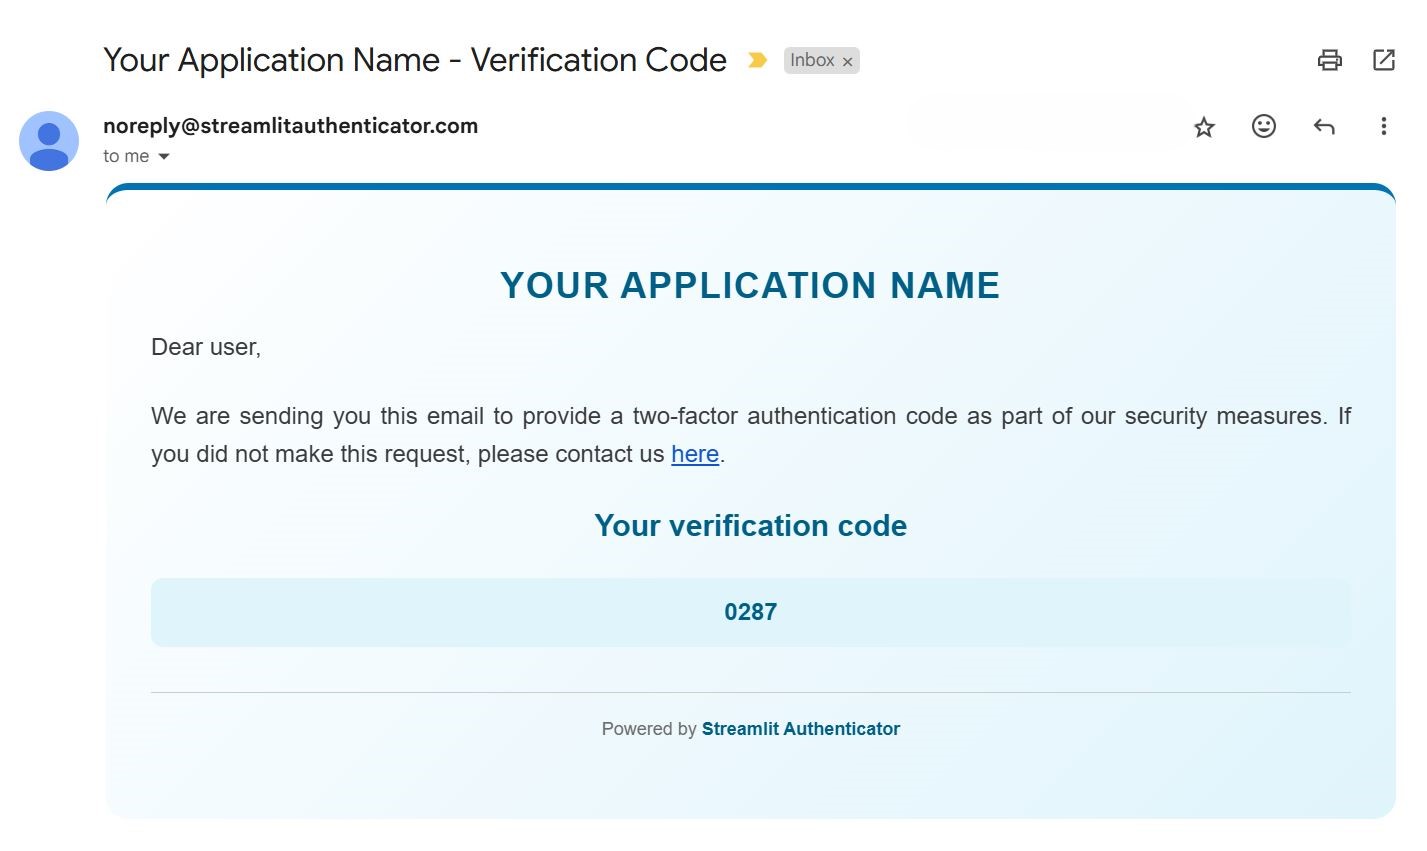 Your Application Name - Verification Code Inbox ×
noreply@streamlitauthenticator.com
to me
YOUR APPLICATION NAME
Dear user,
We are sending you this email to provide a two-factor authentication code as part of our security measures. If
you did not make this request, please contact us here.
Your verification code
0287
Powered by Streamlit Authenticator